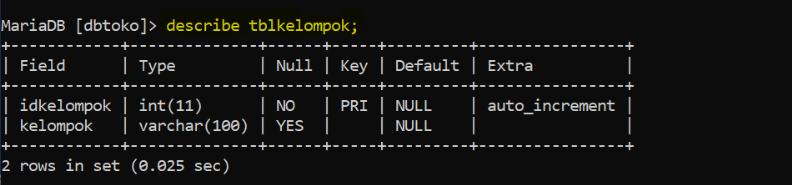 MariaDB [dbtoko]> describe tblkelompok;
+------------+--------------+------+-----+---------+----------------+
| Field      | Type         | Null | Key | Default | Extra          |
+------------+--------------+------+-----+---------+----------------+
| idkelompok | int(11)      | NO   | PRI | NULL    | auto_increment |
| kelompok   | varchar(100) | YES  |     | NULL    |                |
+------------+--------------+------+-----+---------+----------------+
2 rows in set (0.025 sec)